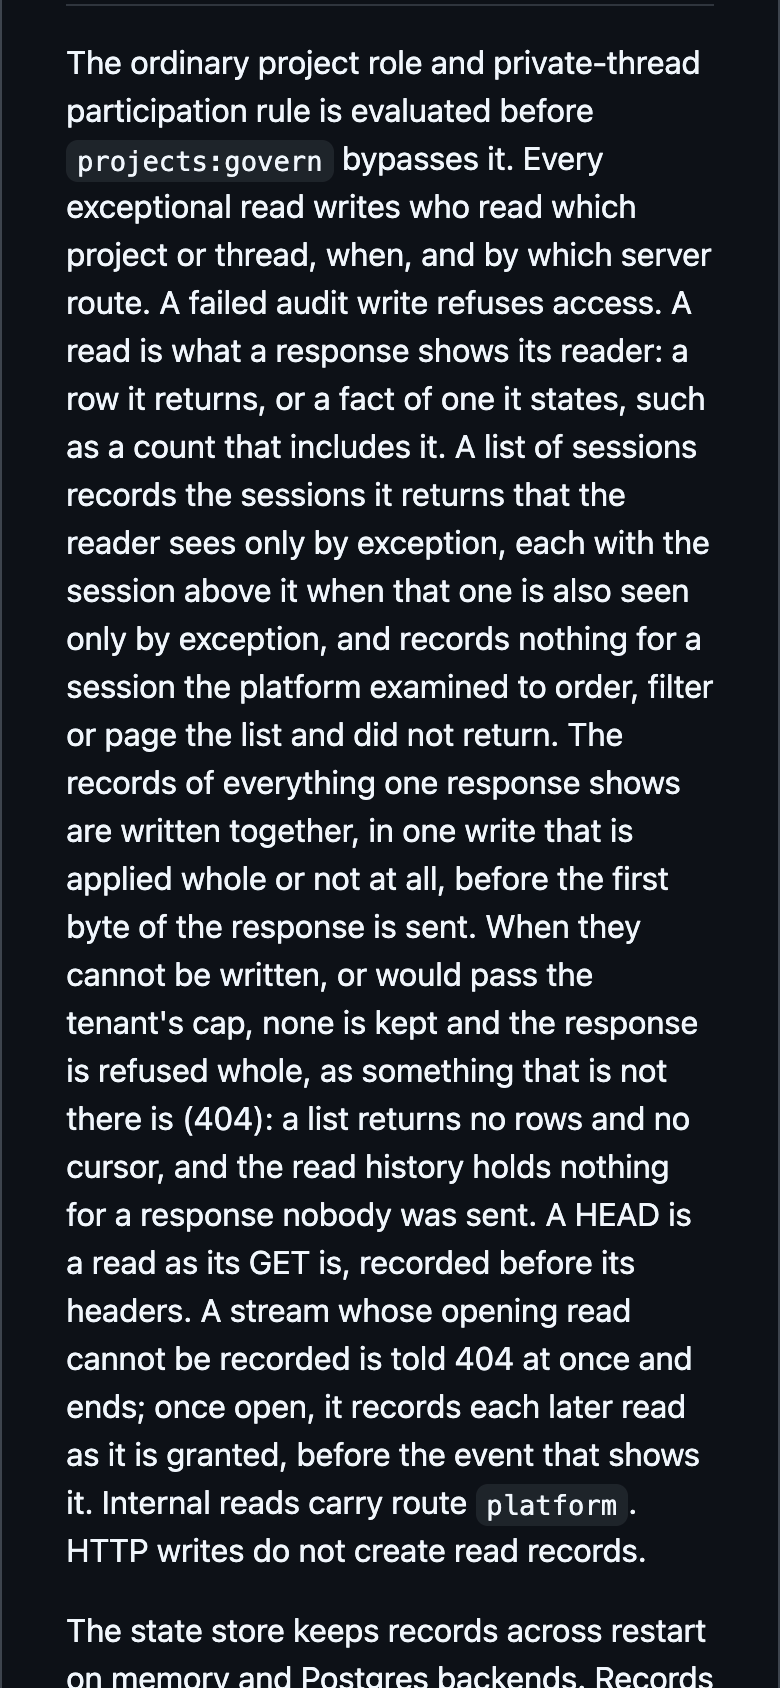 The ordinary project role and private-thread
participation rule is evaluated before
projects:govern bypasses it. Every
exceptional read writes who read which
project or thread, when, and by which server
route. A failed audit write refuses access. A
read is what a response shows its reader: a
row it returns, or a fact of one it states, such
as a count that includes it. A list of sessions
records the sessions it returns that the
reader sees only by exception, each with the
session above it when that one is also seen
only by exception, and records nothing for a
session the platform examined to order, filter
or page the list and did not return. The
records of everything one response shows
are written together, in one write that is
applied whole or not at all, before the first
byte of the response is sent. When they
cannot be written, or would pass the
tenant's cap, none is kept and the response
is refused whole, as something that is not
there is (404): a list returns no rows and no
cursor, and the read history holds nothing
for a response nobody was sent. A HEAD is
a read as its GET is, recorded before its
headers. A stream whose opening read
cannot be recorded is told 404 at once and
ends; once open, it records each later read
as it is granted, before the event that shows
it. Internal reads carry route platform.
HTTP writes do not create read records.
The state store keeps records across restart
on memory and Postgres backends. Records